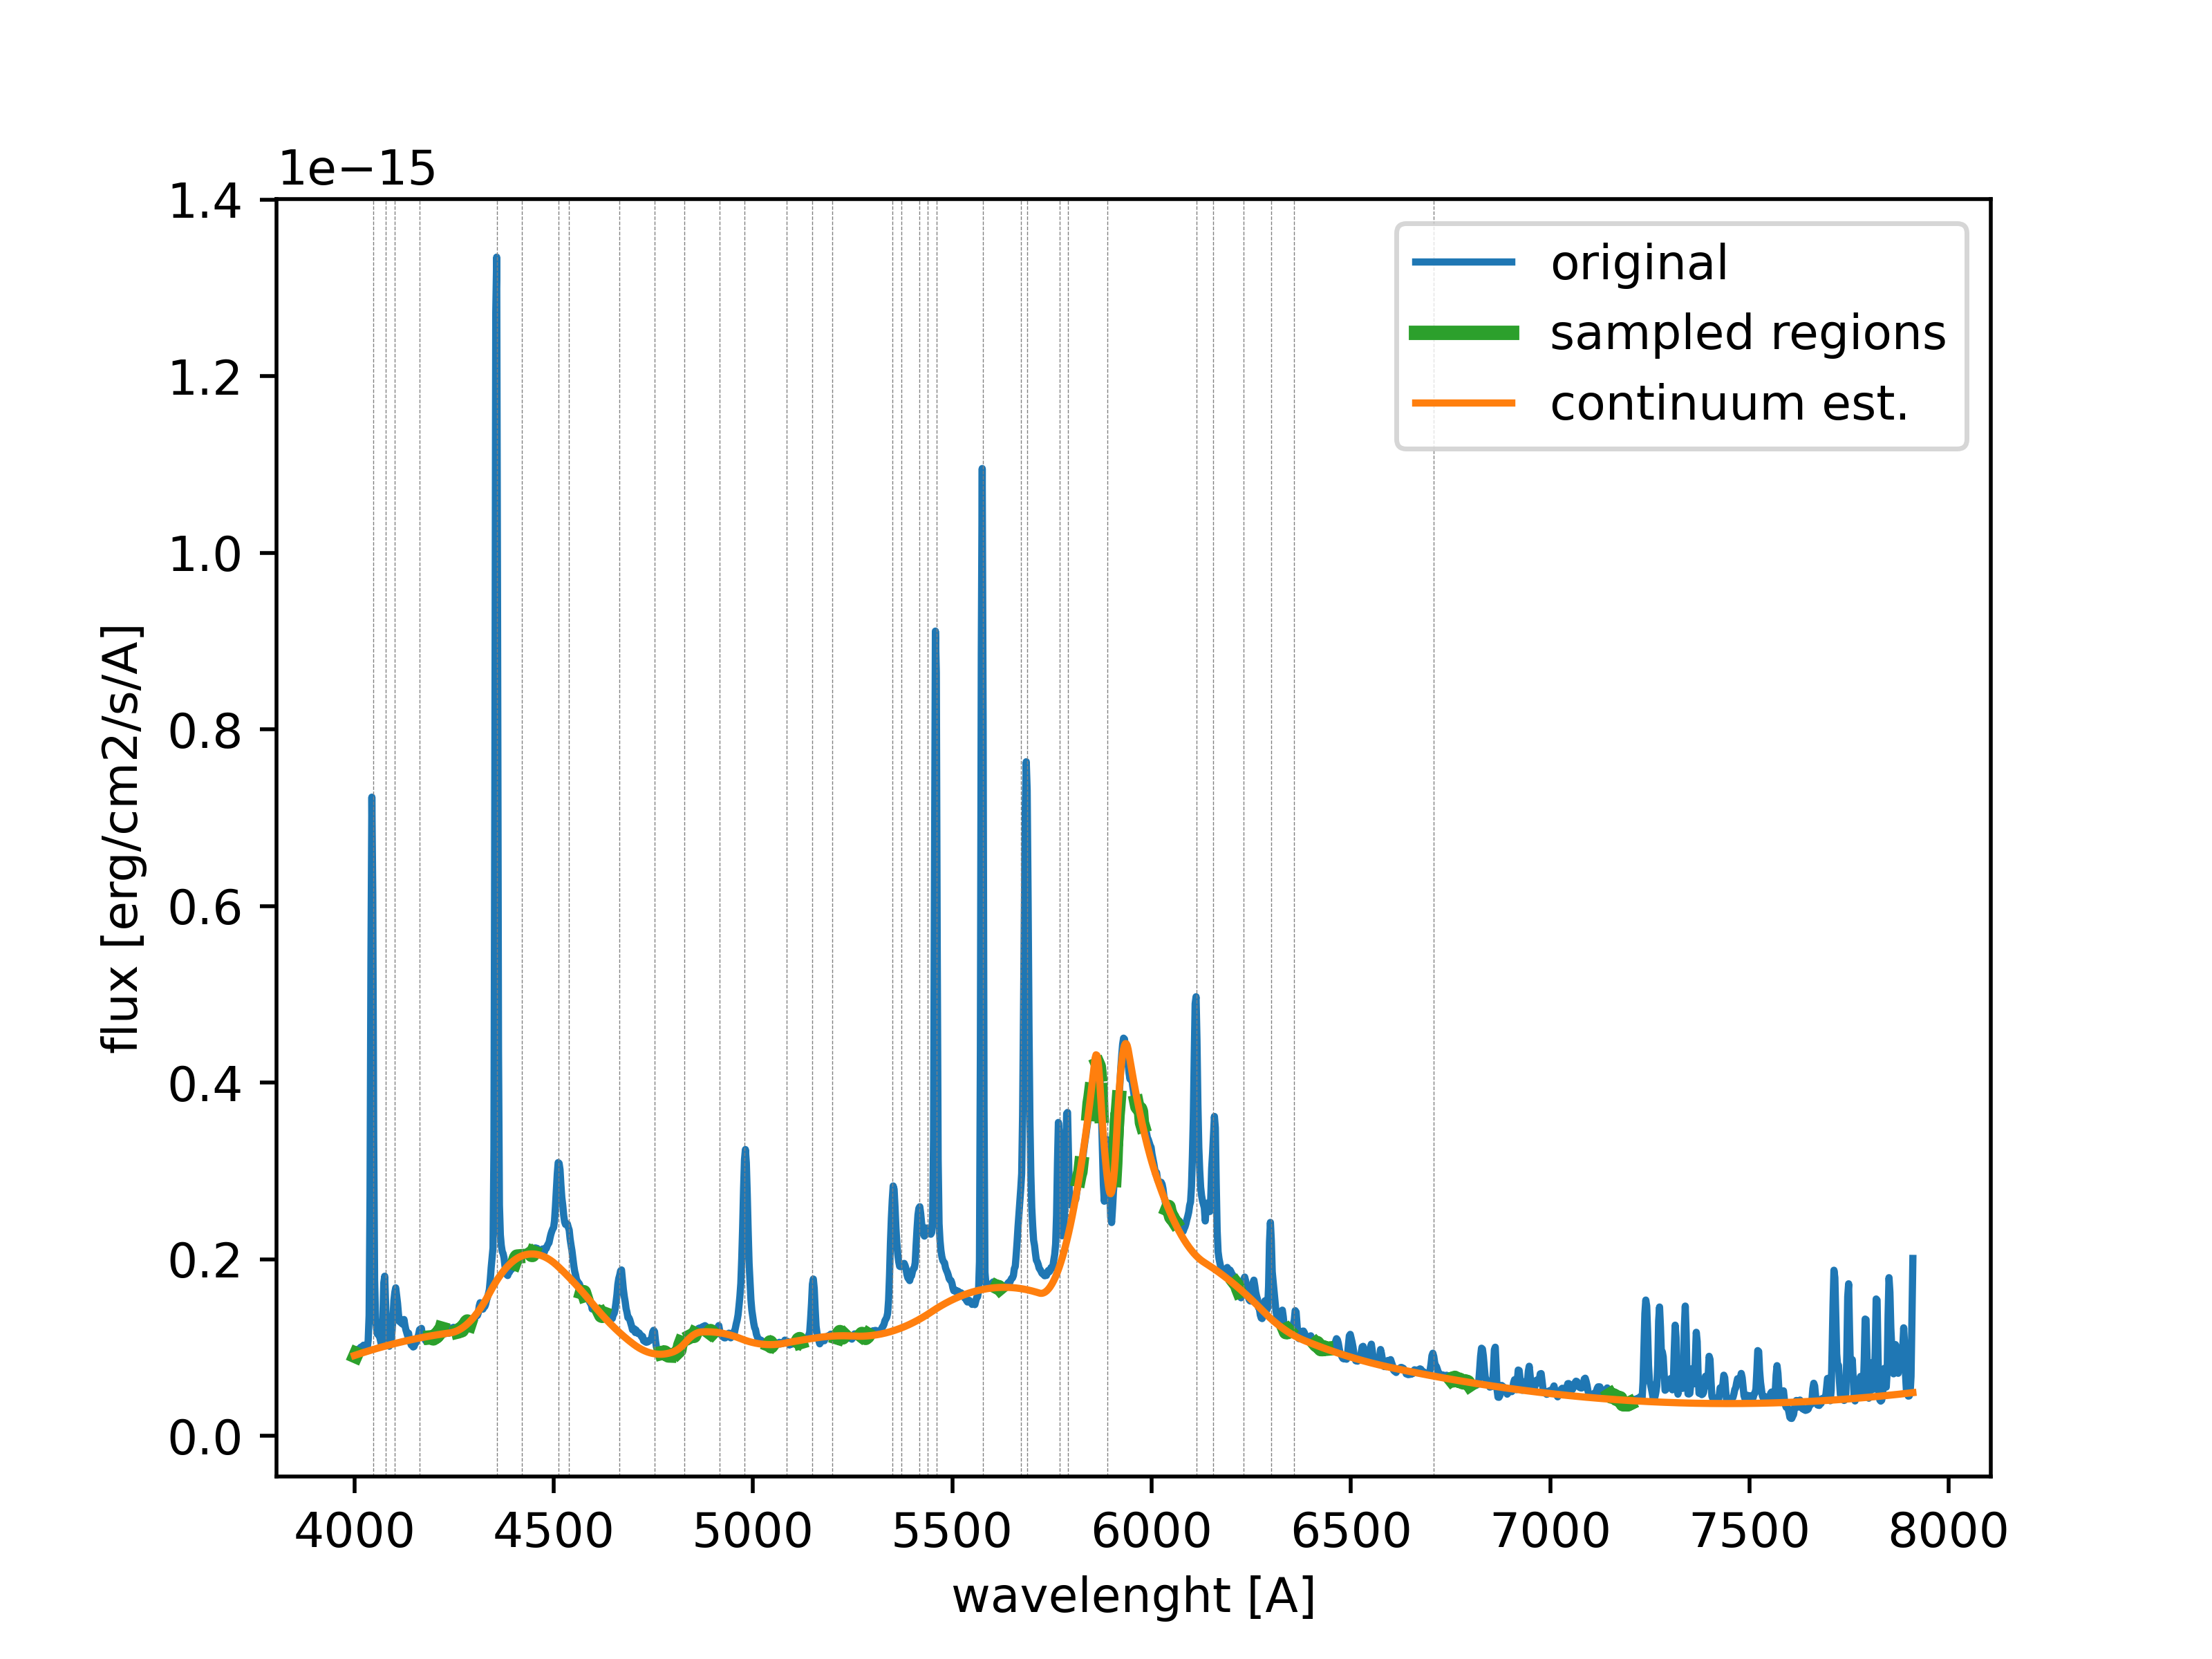 1e−15
1.4
1.2
1.0
0.8
0.6
0.4
0.2
0.0
flux [erg/cm2/s/A]
original
sampled regions
continuum est.
4000 4500 5000 5500 6000 6500 7000 7500 8000
wavelenght [A]